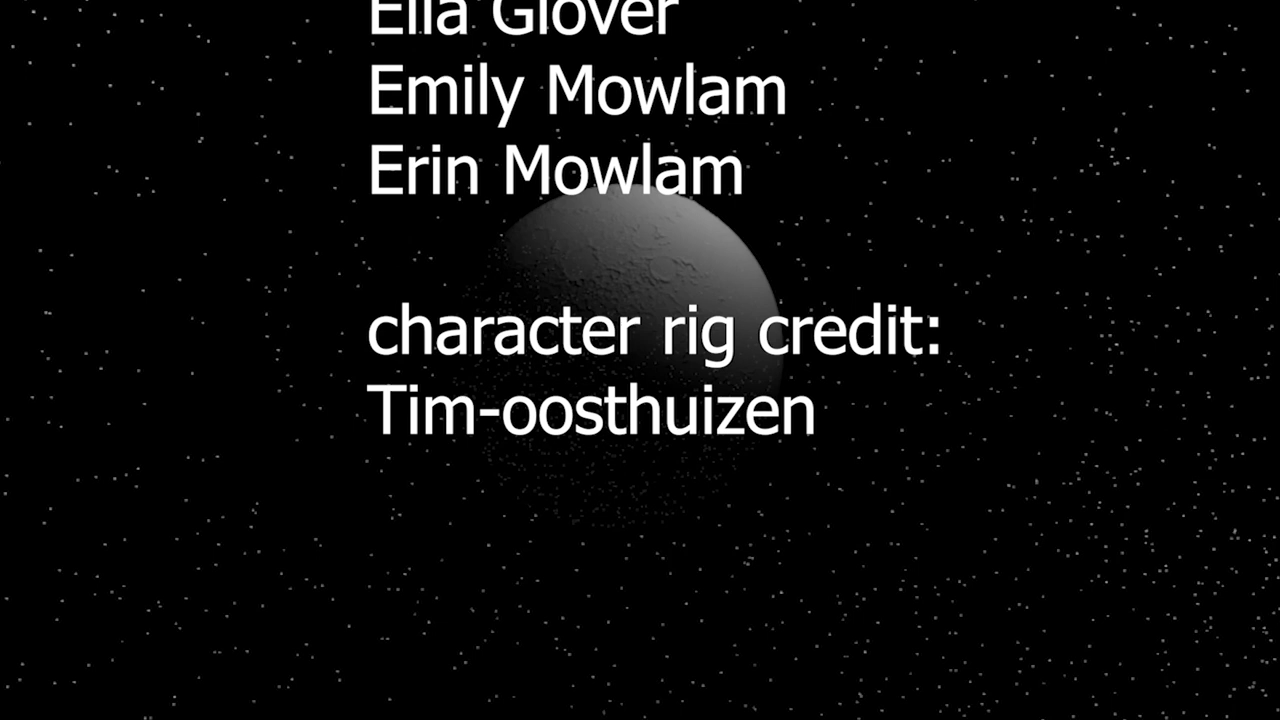 Ella Glover
Emily Mowlam
Erin Mowlam
character rig credit:
Tim-oosthuizen